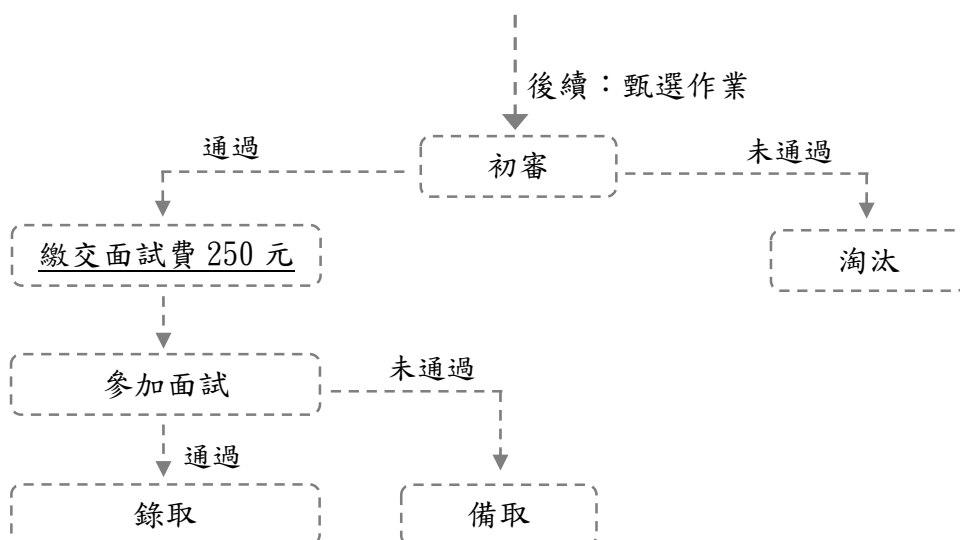 後續：甄選作業
通過
初審
未通過
繳交面試費 250 元
淘汰
參加面試
未通過
通過
錄取
備取